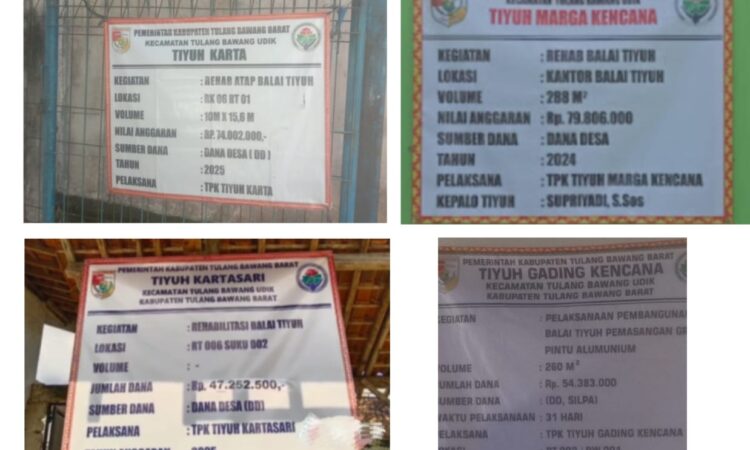 PEMERINTAH KABUPATEN TULANG BAWANG BARAT
KECAMATAN TULANG BAWANG UDIK
TIYUH KARTA
KEGIATAN : REHAB ATAP BALAI TIYUH
LOKASI : RK 06 RT 01
VOLUME : 10M X 15,6 M
NILAI ANGGARAN : RP. 74.002.000,-
SUMBER DANA : DANA DESA ( DD )
TAHUN : 2025
PELAKSANA : TPK TIYUH KARTA
KECAMATAN TULANG BAWANG UDIK
TIYUH MARGA KENCANA
KEGIATAN : REHAB BALAI TIYUH
LOKASI : KANTOR BALAI TIYUH
VOLUME : 288 M²
NILAI ANGGARAN : Rp. 79.806.000
SUMBER DANA : DANA DESA
TAHUN : 2024
PELAKSANA : TPK TIYUH MARGA KENCANA
KEPALO TIYUH : SUPRIYADI, S.Sos
PEMERINTAH KABUPATEN TULANG BAWANG BARAT
TIYUH KARTASARI
KECAMATAN TULANG BAWANG UDIK
KABUPATEN TULANG BAWANG BARAT
KEGIATAN : REHABILITASI BALAI TIYUH
LOKASI : RT 006 SUKU 002
VOLUME : -
JUMLAH DANA : Rp. 47.252.500,-
SUMBER DANA : DANA DESA (DD)
PELAKSANA : TPK TIYUH KARTASARI
PEMERINTAH KABUPATEN TULANG BAWANG BARAT
TIYUH GADING KENCANA
KECAMATAN TULANG BAWANG UDIK
KABUPATEN TULANG BAWANG BARAT
KEGIATAN : PELAKSANAAN PEMBANGUNA
BALAI TIYUH PEMASANGAN
PINTU ALUMUNIUM
VOLUME : 260 M²
JUMLAH DANA : Rp. 54.383.000
SUMBER DANA : (DD, SILPA)
WAKTU PELAKSANAAN : 31 HARI
PELAKSANA : TPK TIYUH GADING KENCANA